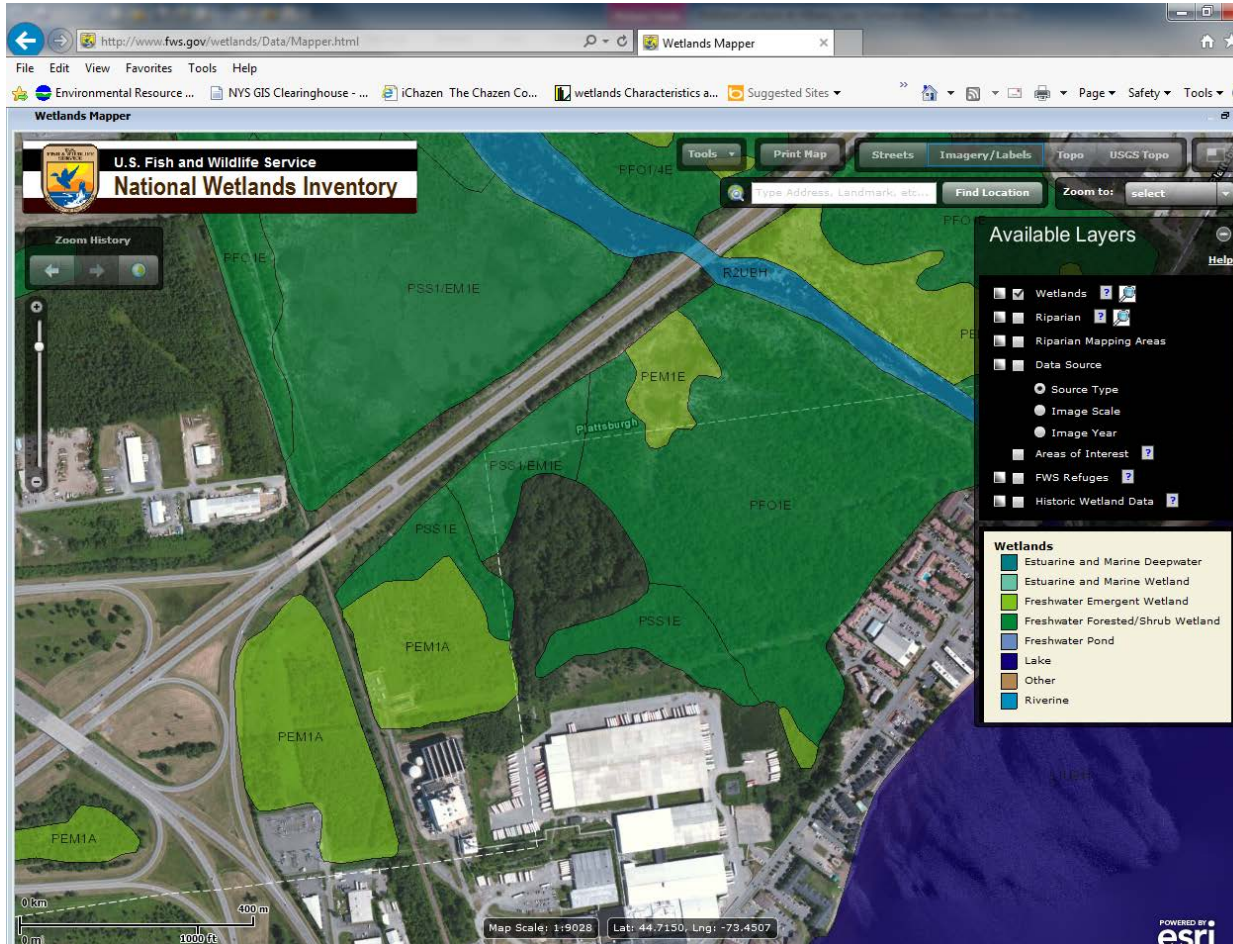 http://www.fws.gov/wetlands/Data/Mapper.html
Wetlands Mapper
File Edit View Favorites Tools Help
Environmental Resource ... NYS GIS Clearinghouse - ... iChazen The Chazen Co... wetlands Characteristics a... Suggested Sites Page Safety Tools
Wetlands Mapper
U.S. Fish and Wildlife Service
National Wetlands Inventory
Tools Print Map Streets Imagery/Labels Topo USGS Topo
Type Address, Landmark, etc... Find Location Zoom to: select
Zoom History
Available Layers
Help
Wetlands
Riparian
Riparian Mapping Areas
Data Source
Source Type
Image Scale
Image Year
Areas of Interest
FWS Refuges
Historic Wetland Data
Wetlands
Estuarine and Marine Deepwater
Estuarine and Marine Wetland
Freshwater Emergent Wetland
Freshwater Forested/Shrub Wetland
Freshwater Pond
Lake
Other
Riverine
PFO1/4E
PFO1E
PSS1/EM1E
R2UBH
PEM1E
Plattsburgh
PSS1/EM1E
PFO1E
PSS1E
PSS1E
PEM1A
PEM1A
PEM1A
0 km 400 m
0 mi 1000 ft
Map Scale: 1:9028 Lat: 44.7150, Lng: -73.4507
POWERED BY
esri